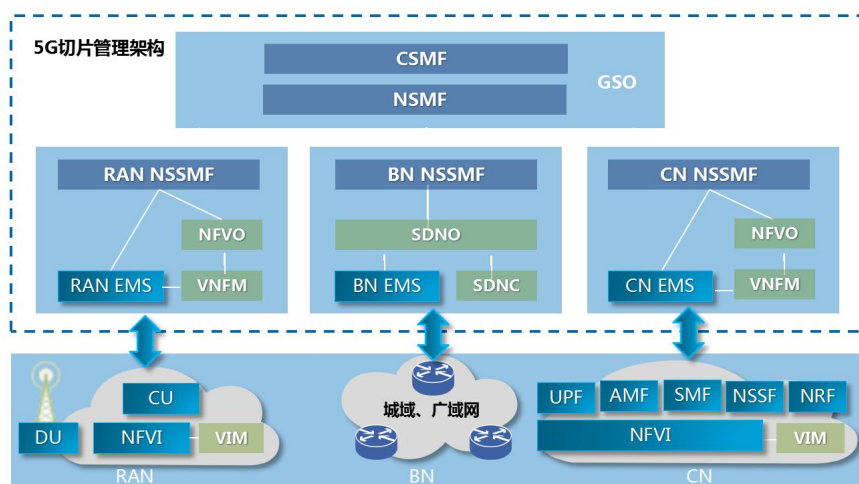 5G切片管理架构
CSMF
GSO
NSMF
RAN NSSMF
NFVO
RAN EMS
VNFM
BN NSSMF
SDNO
BN EMS
SDNC
CN NSSMF
NFVO
CN EMS
VNFM
CU
DU
NFVI
VIM
RAN
城域、广域网
BN
UPF
AMF
SMF
NSSF
NRF
NFVI
VIM
CN